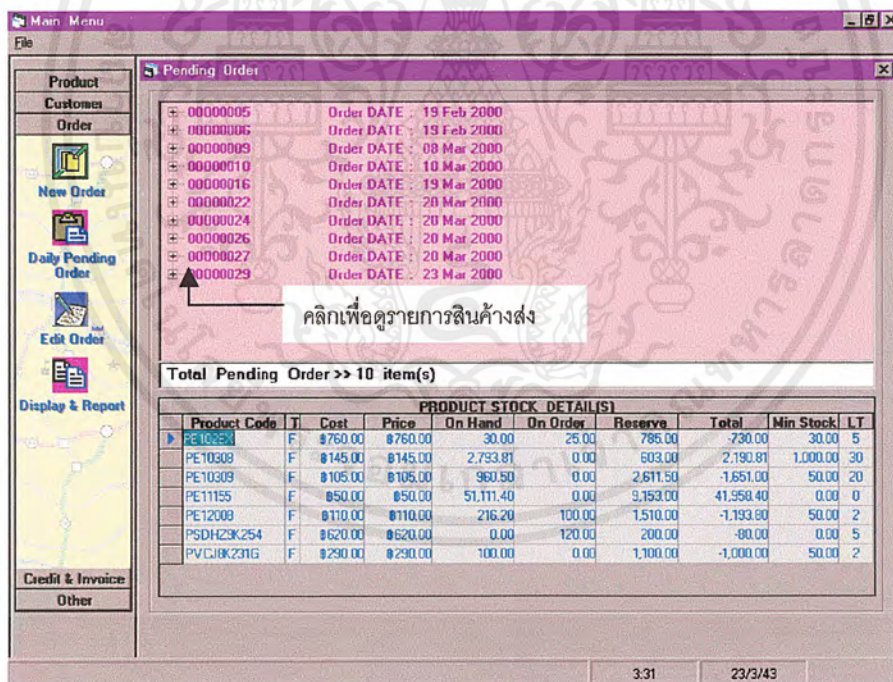 Main Menu
File
Product
Customer
Order
New Order
Daily Pending
Order
Edit Order
Display & Report
Credit & Invoice
Other
Pending Order
00000005 Order DATE : 19 Feb 2000
00000006 Order DATE : 19 Feb 2000
00000009 Order DATE : 08 Mar 2000
00000010 Order DATE : 10 Mar 2000
00000016 Order DATE : 19 Mar 2000
00000022 Order DATE : 20 Mar 2000
00000024 Order DATE : 20 Mar 2000
00000026 Order DATE : 20 Mar 2000
00000027 Order DATE : 20 Mar 2000
00000029 Order DATE : 23 Mar 2000
คลิกเพื่อดูรายการสินค้างส่ง
Total Pending Order >> 10 item(s)
PRODUCT STOCK DETAIL(S)
Product Code T Cost Price On Hand On Order Reserve Total Min Stock LT
PE102EX F ฿760.00 ฿760.00 30.00 25.00 785.00 -730.00 30.00 5
PE10308 F ฿145.00 ฿145.00 2,793.81 0.00 603.00 2,190.81 1,000.00 30
PE10309 F ฿105.00 ฿105.00 960.50 0.00 2,611.50 -1,651.00 50.00 20
PE11155 F ฿50.00 ฿50.00 51,111.40 0.00 9,153.00 41,958.40 0.00 0
PE12008 F ฿110.00 ฿110.00 216.20 100.00 1,510.00 -1,193.80 50.00 2
PSDHZ9K254 F ฿620.00 ฿620.00 0.00 120.00 200.00 -80.00 0.00 5
PVCJ8K231G F ฿290.00 ฿290.00 100.00 0.00 1,100.00 -1,000.00 50.00 2
3:31 23/3/43